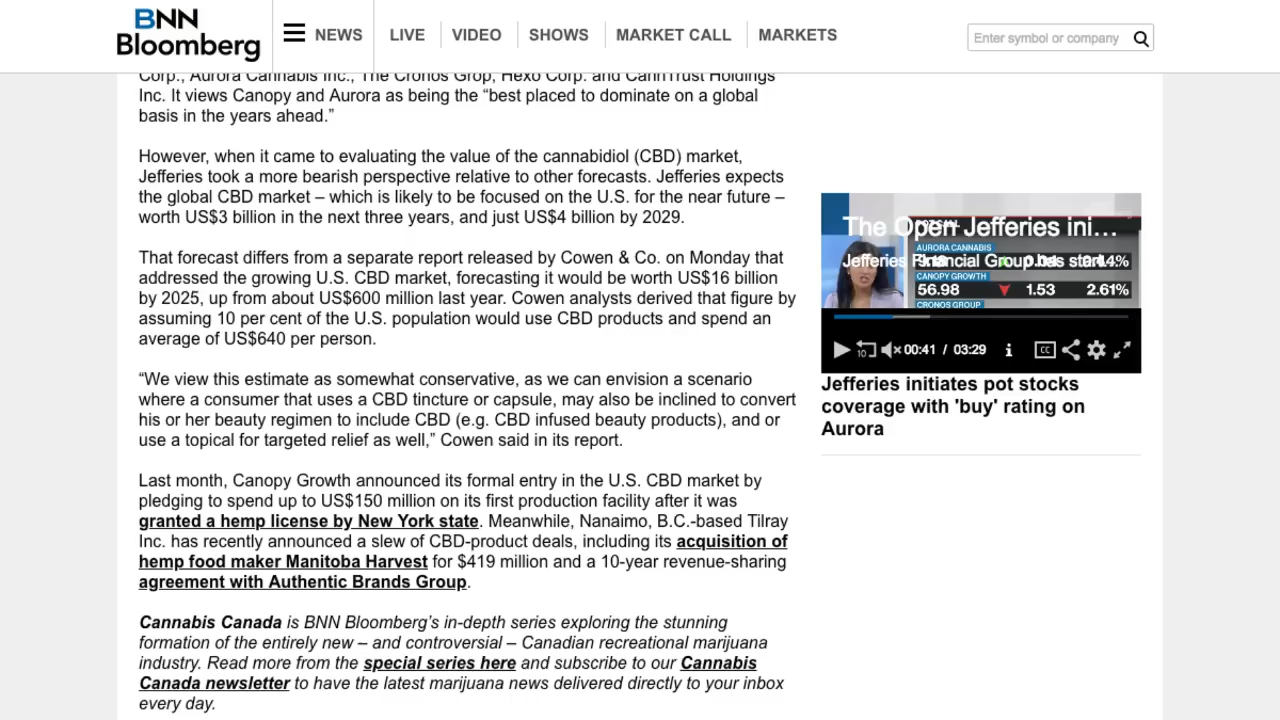 BNN
Bloomberg
NEWS
LIVE
VIDEO
SHOWS
MARKET CALL
MARKETS
Enter symbol or company
Corp., Aurora Cannabis Inc., The Cronos Grop, Hexo Corp. and CannTrust Holdings
Inc. It views Canopy and Aurora as being the “best placed to dominate on a global
basis in the years ahead.”
However, when it came to evaluating the value of the cannabidiol (CBD) market,
Jefferies took a more bearish perspective relative to other forecasts. Jefferies expects
the global CBD market – which is likely to be focused on the U.S. for the near future –
worth US$3 billion in the next three years, and just US$4 billion by 2029.
That forecast differs from a separate report released by Cowen & Co. on Monday that
addressed the growing U.S. CBD market, forecasting it would be worth US$16 billion
by 2025, up from about US$600 million last year. Cowen analysts derived that figure by
assuming 10 per cent of the U.S. population would use CBD products and spend an
average of US$640 per person.
“We view this estimate as somewhat conservative, as we can envision a scenario
where a consumer that uses a CBD tincture or capsule, may also be inclined to convert
his or her beauty regimen to include CBD (e.g. CBD infused beauty products), and or
use a topical for targeted relief as well,” Cowen said in its report.
Last month, Canopy Growth announced its formal entry in the U.S. CBD market by
pledging to spend up to US$150 million on its first production facility after it was
granted a hemp license by New York state. Meanwhile, Nanaimo, B.C.-based Tilray
Inc. has recently announced a slew of CBD-product deals, including its acquisition of
hemp food maker Manitoba Harvest for $419 million and a 10-year revenue-sharing
agreement with Authentic Brands Group.
Cannabis Canada is BNN Bloomberg’s in-depth series exploring the stunning
formation of the entirely new – and controversial – Canadian recreational marijuana
industry. Read more from the special series here and subscribe to our Cannabis
Canada newsletter to have the latest marijuana news delivered directly to your inbox
every day.
The Open Jefferies ini...
AURORA CANNABIS
Jefferies Financial Group has start...
CANOPY GROWTH
56.98 1.53 2.61%
CRONOS GROUP
10 00:41 / 03:29 i CC
Jefferies initiates pot stocks
coverage with 'buy' rating on
Aurora